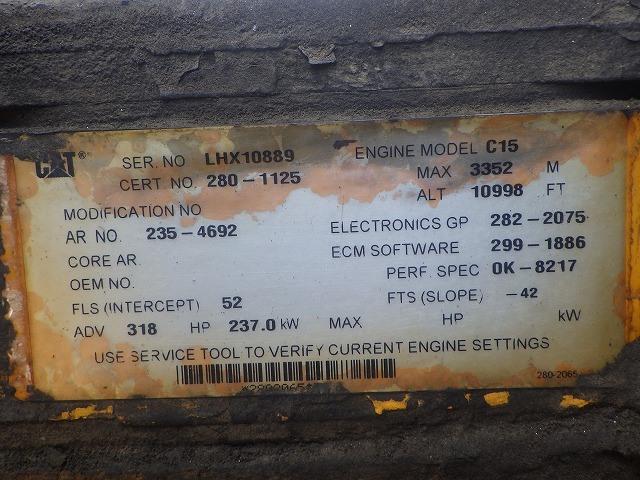 CAT® SER. NO LHX10889 ENGINE MODEL C15
CERT NO. 280-1125 MAX 3352 M
ALT 10998 FT
MODIFICATION NO
AR NO. 235-4692 ELECTRONICS GP 282-2075
CORE AR. ECM SOFTWARE 299-1886
OEM NO. PERF. SPEC 0K-8217
FLS (INTERCEPT) 52 FTS (SLOPE) -42
ADV 318 HP 237.0 kW MAX HP kW
USE SERVICE TOOL TO VERIFY CURRENT ENGINE SETTINGS
280-2065